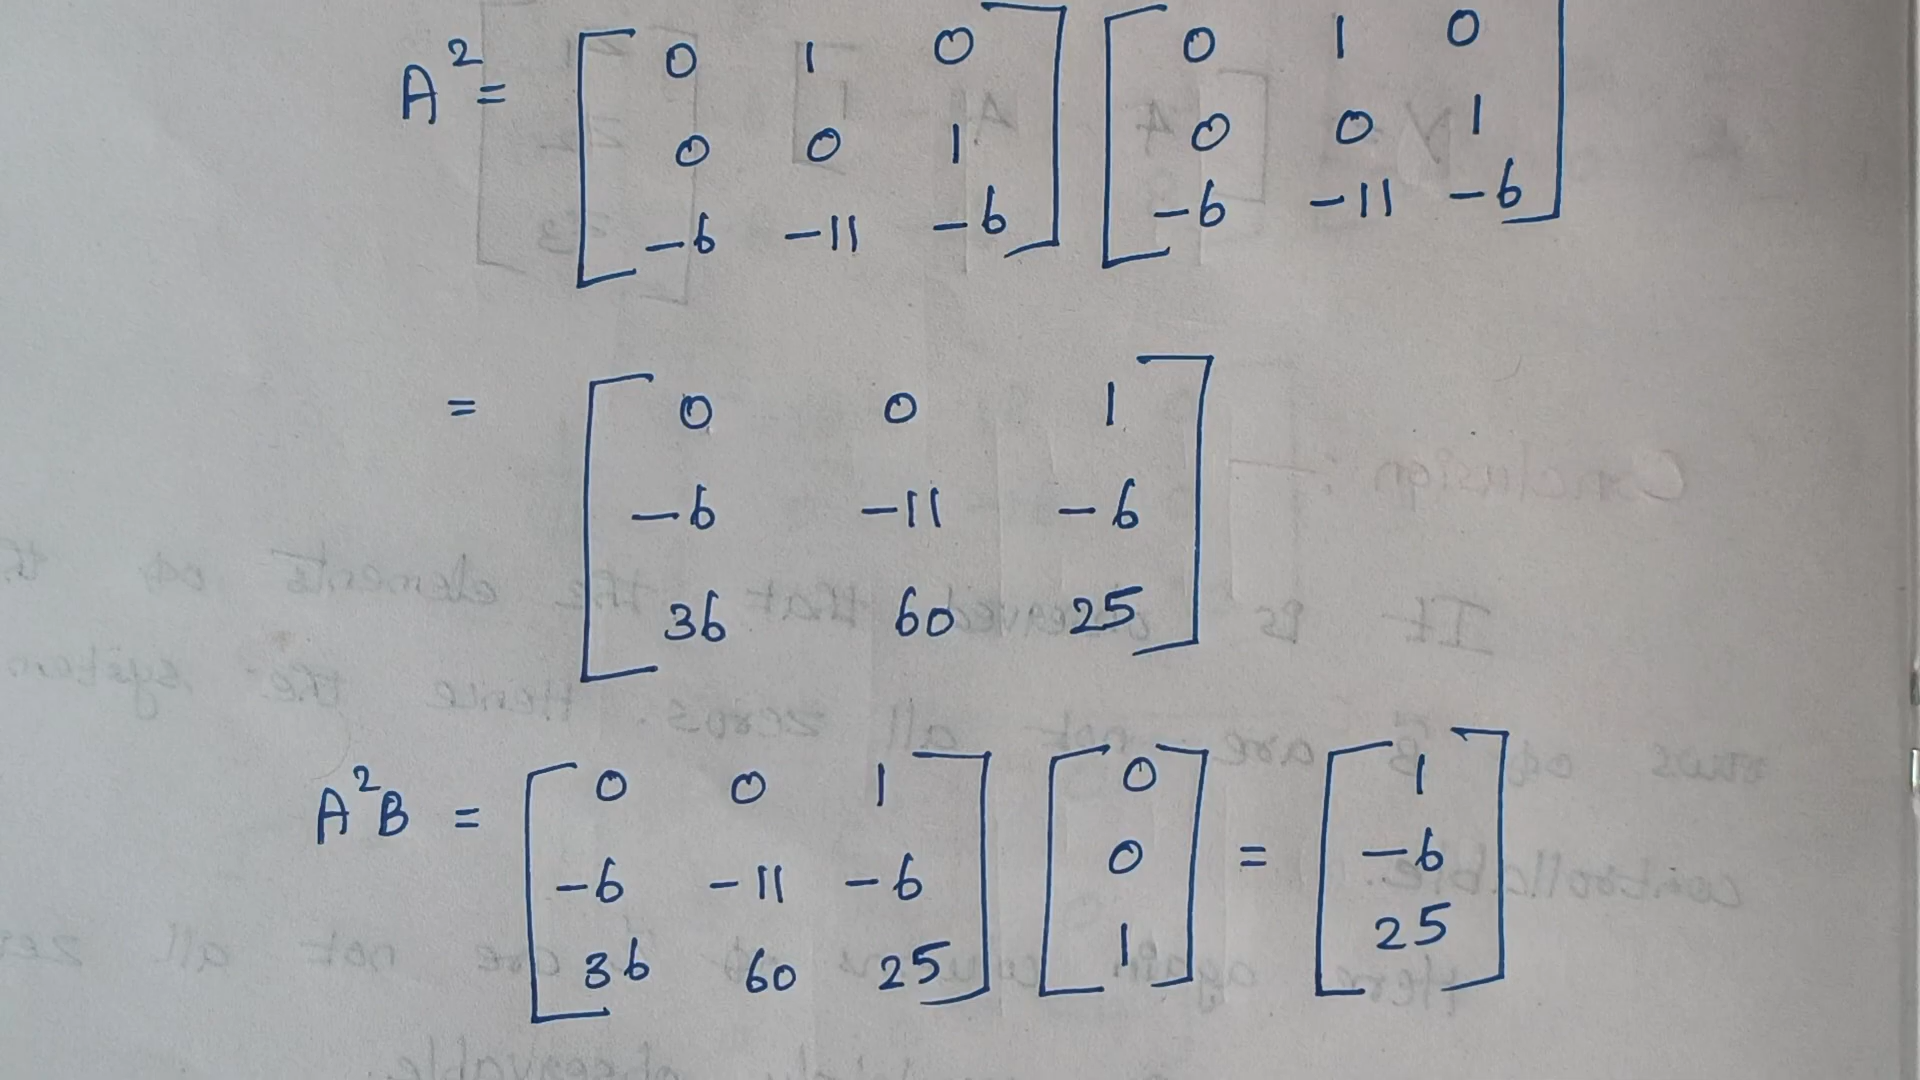 A² = [ 0 1 0 ] [ 0 1 0 ]
[ 0 0 1 ] [ 0 0 1 ]
[ -6 -11 -6 ] [ -6 -11 -6 ]
= [ 0 0 1 ]
[ -6 -11 -6 ]
[ 36 60 25 ]
A²B = [ 0 0 1 ] [ 0 ] = [ 1 ]
[ -6 -11 -6 ] [ 0 ] [ -6 ]
[ 36 60 25 ] [ 1 ] [ 25 ]